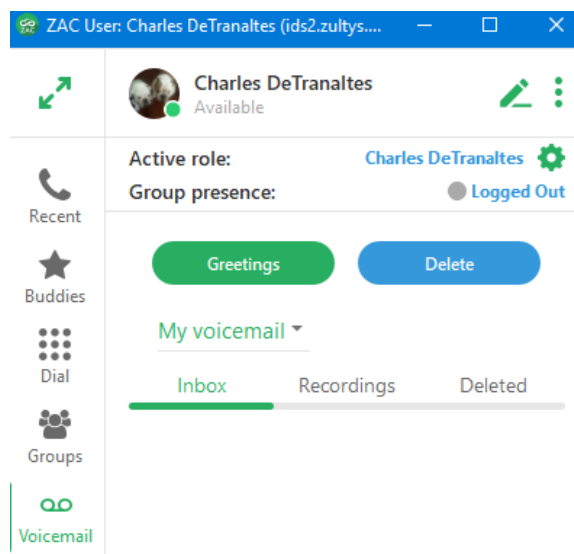 ZAC User: Charles DeTranaltes (ids2.zultys....
Charles DeTranaltes
Available
Active role: Charles DeTranaltes
Group presence: Logged Out
Recent
Buddies
Dial
Groups
Voicemail
Greetings Delete
My voicemail
Inbox Recordings Deleted